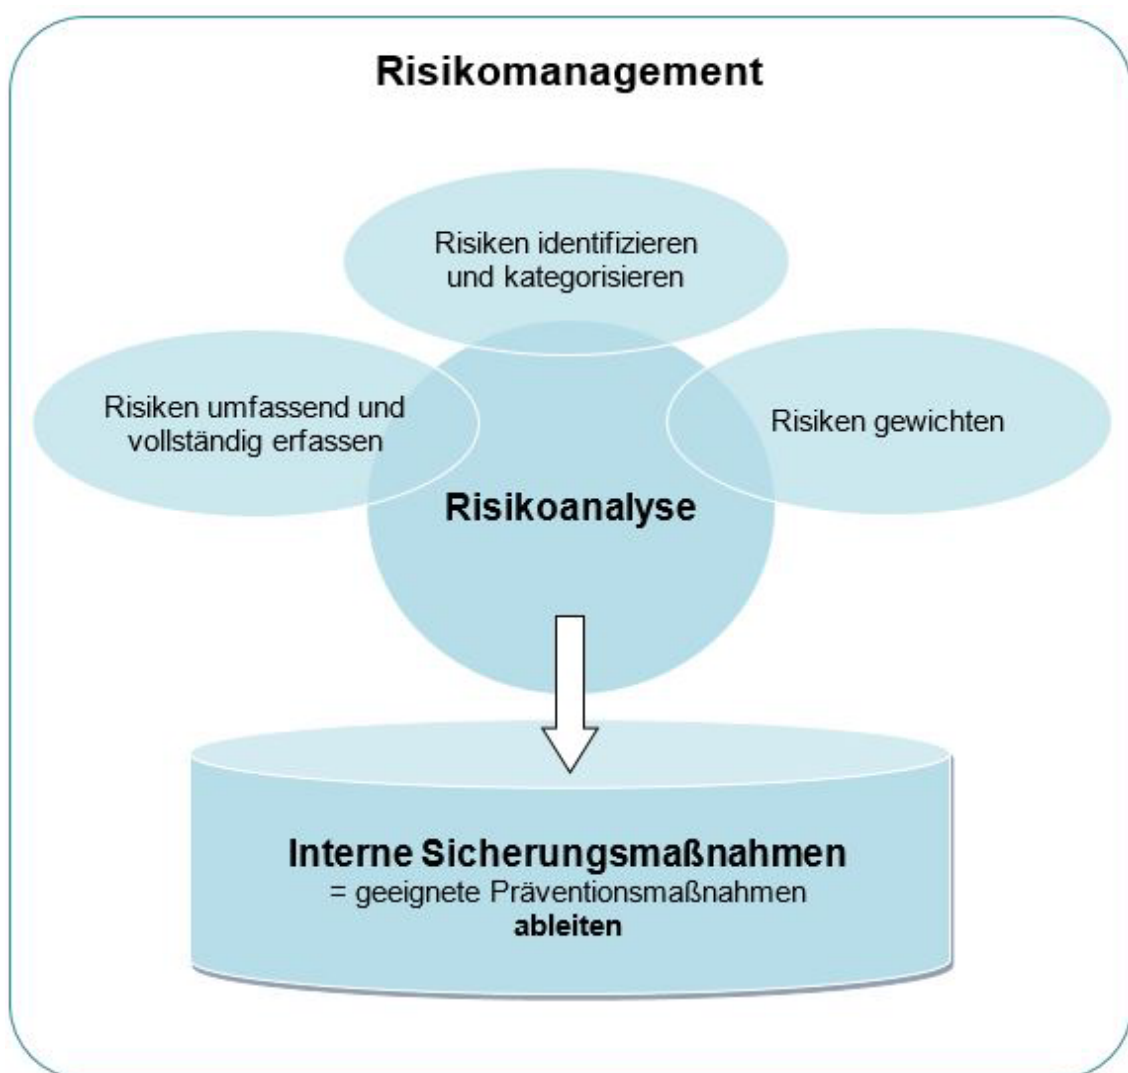 Risikomanagement
Risiken identifizieren
und kategorisieren
Risiken umfassend und
vollständig erfassen
Risiken gewichten
Risikoanalyse
Interne Sicherungsmaßnahmen
= geeignete Präventionsmaßnahmen
ableiten